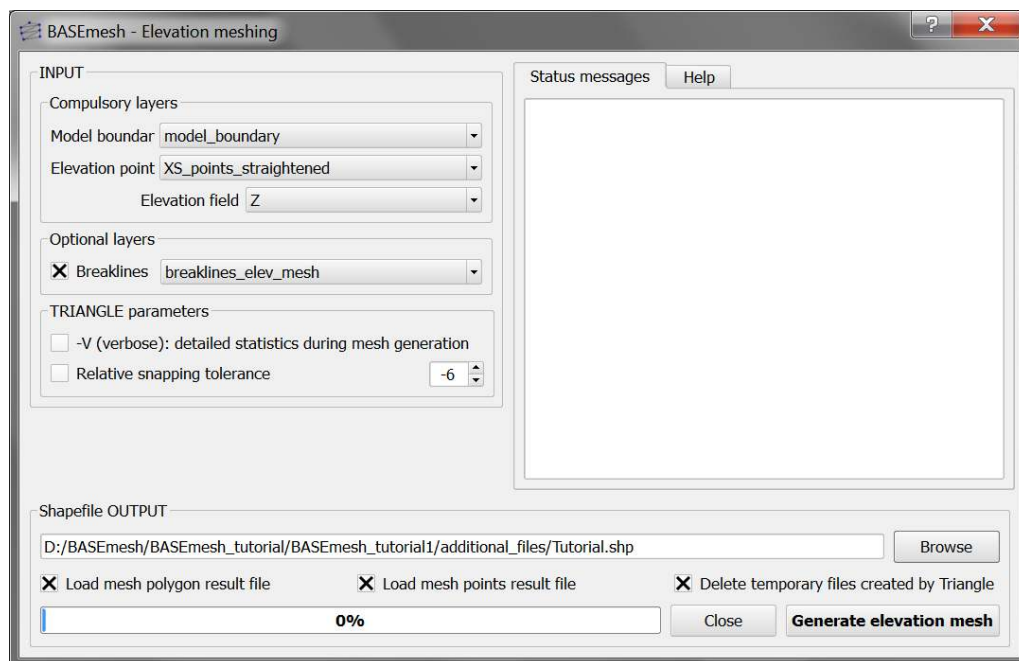 BASEmesh - Elevation meshing
?
X
INPUT
Compulsory layers
Model boundar model_boundary
Elevation point XS_points_straightened
Elevation field Z
Optional layers
Breaklines breaklines_elev_mesh
TRIANGLE parameters
-V (verbose): detailed statistics during mesh generation
Relative snapping tolerance -6
Status messages Help
Shapefile OUTPUT
D:/BASEmesh/BASEmesh_tutorial/BASEmesh_tutorial1/additional_files/Tutorial.shp Browse
Load mesh polygon result file Load mesh points result file Delete temporary files created by Triangle
0% Close Generate elevation mesh